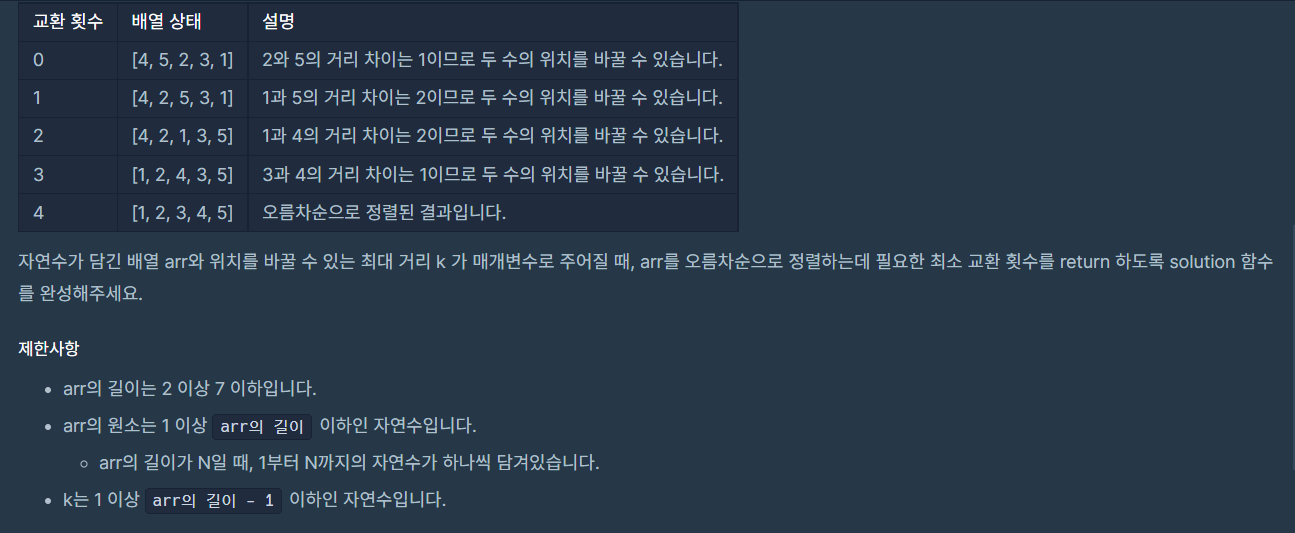 교환 횟수 배열 상태 설명
0 [4, 5, 2, 3, 1] 2와 5의 거리 차이는 1이므로 두 수의 위치를 바꿀 수 있습니다.
1 [4, 2, 5, 3, 1] 1과 5의 거리 차이는 2이므로 두 수의 위치를 바꿀 수 있습니다.
2 [4, 2, 1, 3, 5] 1과 4의 거리 차이는 2이므로 두 수의 위치를 바꿀 수 있습니다.
3 [1, 2, 4, 3, 5] 3과 4의 거리 차이는 1이므로 두 수의 위치를 바꿀 수 있습니다.
4 [1, 2, 3, 4, 5] 오름차순으로 정렬된 결과입니다.
자연수가 담긴 배열 arr와 위치를 바꿀 수 있는 최대 거리 k 가 매개변수로 주어질 때, arr를 오름차순으로 정렬하는데 필요한 최소 교환 횟수를 return 하도록 solution 함수
를 완성해주세요.
제한사항
• arr의 길이는 2 이상 7 이하입니다.
• arr의 원소는 1 이상 arr의 길이 이하인 자연수입니다.
◦ arr의 길이가 N일 때, 1부터 N까지의 자연수가 하나씩 담겨있습니다.
• k는 1 이상 arr의 길이 - 1 이하인 자연수입니다.